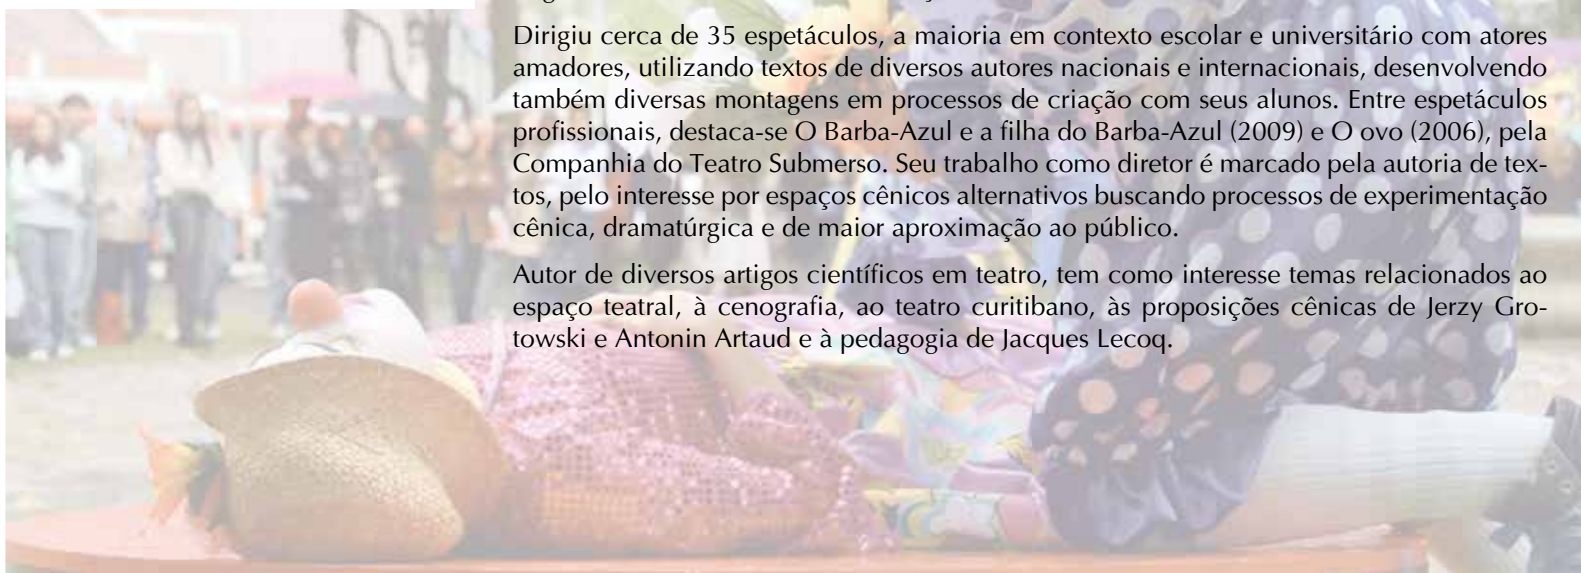 Dirigiu cerca de 35 espetáculos, a maioria em contexto escolar e universitário com atores
amadores, utilizando textos de diversos autores nacionais e internacionais, desenvolvendo
também diversas montagens em processos de criação com seus alunos. Entre espetáculos
profissionais, destaca-se O Barba-Azul e a filha do Barba-Azul (2009) e O ovo (2006), pela
Companhia do Teatro Submerso. Seu trabalho como diretor é marcado pela autoria de tex-
tos, pelo interesse por espaços cênicos alternativos buscando processos de experimentação
cênica, dramatúrgica e de maior aproximação ao público.
Autor de diversos artigos científicos em teatro, tem como interesse temas relacionados ao
espaço teatral, à cenografia, ao teatro curitibano, às proposições cênicas de Jerzy Gro-
towski e Antonin Artaud e à pedagogia de Jacques Lecoq.